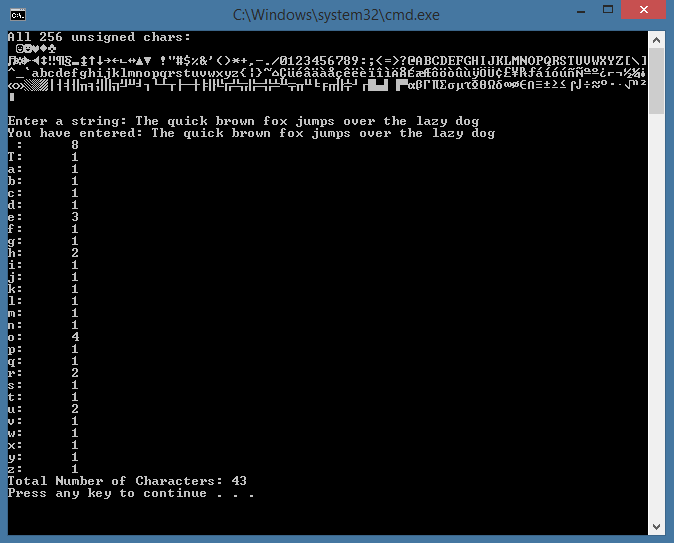 C:\Windows\system32\cmd.exe
All 256 unsigned chars:
☺☻♥♦♣
♫☼►◄↕‼¶§▬↨↑↓→←∟↔▲▼ !"#$%&'()*+,-./0123456789:;<=>?@ABCDEFGHIJKLMNOPQRSTUVWXYZ[\]
^_`abcdefghijklmnopqrstuvwxyz{|}~⌂ÇüéâäàåçêëèïîìÄÅÉæÆôöòûùÿÖÜ¢£¥₧ƒáíóúñÑªº¿⌐¬½¼¡
«»░▒▓│┤╡╢╖╕╣║╗╝╜╛┐└┴┬├─┼╞╟╚╔╩╦╠═╬╧╨╤╥╙╘╒╓╫╪┘┌█▄▌▐▀αßΓπΣσµτΦΘΩδ∞φε∩≡±≥≤⌠⌡÷≈°∙·√ⁿ²
■
Enter a string: The quick brown fox jumps over the lazy dog
You have entered: The quick brown fox jumps over the lazy dog
 : 8
T: 1
a: 1
b: 1
c: 1
d: 1
e: 3
f: 1
g: 1
h: 2
i: 1
j: 1
k: 1
l: 1
m: 1
n: 1
o: 4
p: 1
q: 1
r: 2
s: 1
t: 1
u: 2
v: 1
w: 1
x: 1
y: 1
z: 1
Total Number of Characters: 43
Press any key to continue . . .